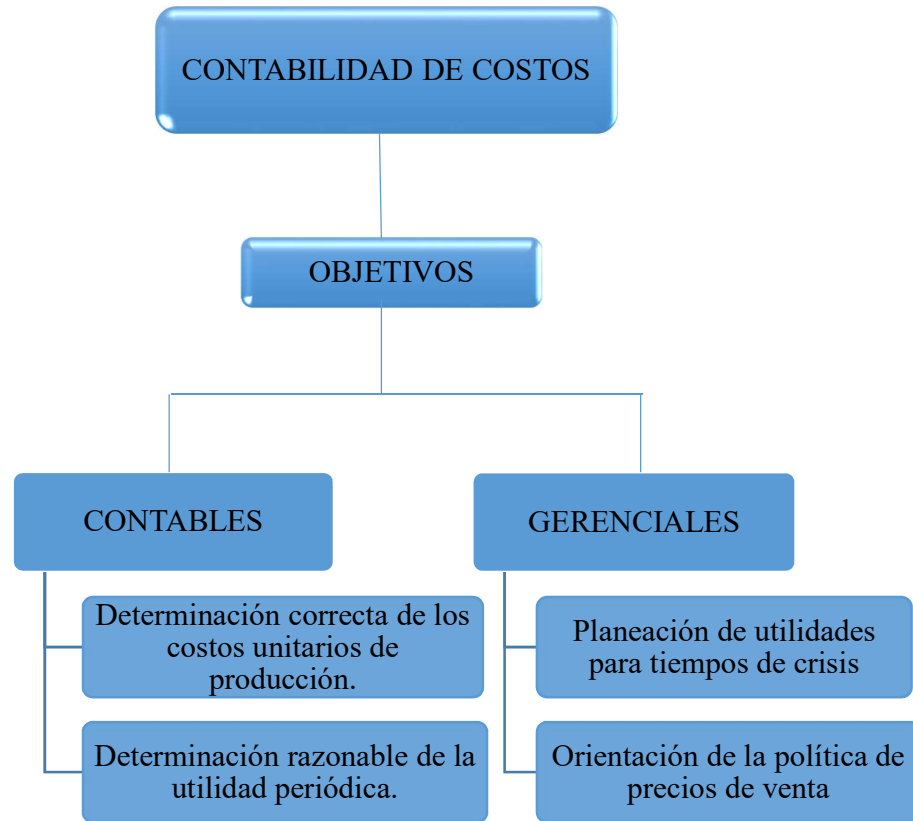 CONTABILIDAD DE COSTOS
OBJETIVOS
CONTABLES
Determinación correcta de los
costos unitarios de
producción.
Determinación razonable de la
utilidad periódica.
GERENCIALES
Planeación de utilidades
para tiempos de crisis
Orientación de la política de
precios de venta